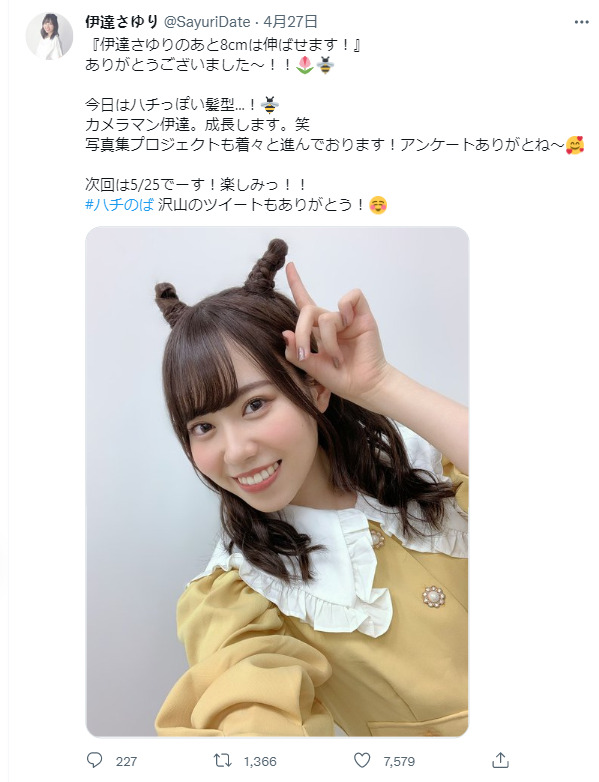 伊達さゆり @SayuriDate · 4月27日
『伊達さゆりのあと8cmは伸ばせます！』
ありがとうございました〜！！🌷🐝
今日はハチっぽい髪型...！🐝
カメラマン伊達。成長します。笑
写真集プロジェクトも着々と進んでおります！アンケートありがとね〜🥰
次回は5/25でーす！楽しみっ！！
#ハチのば 沢山のツイートもありがとう！☺️
227 1,366 7,579